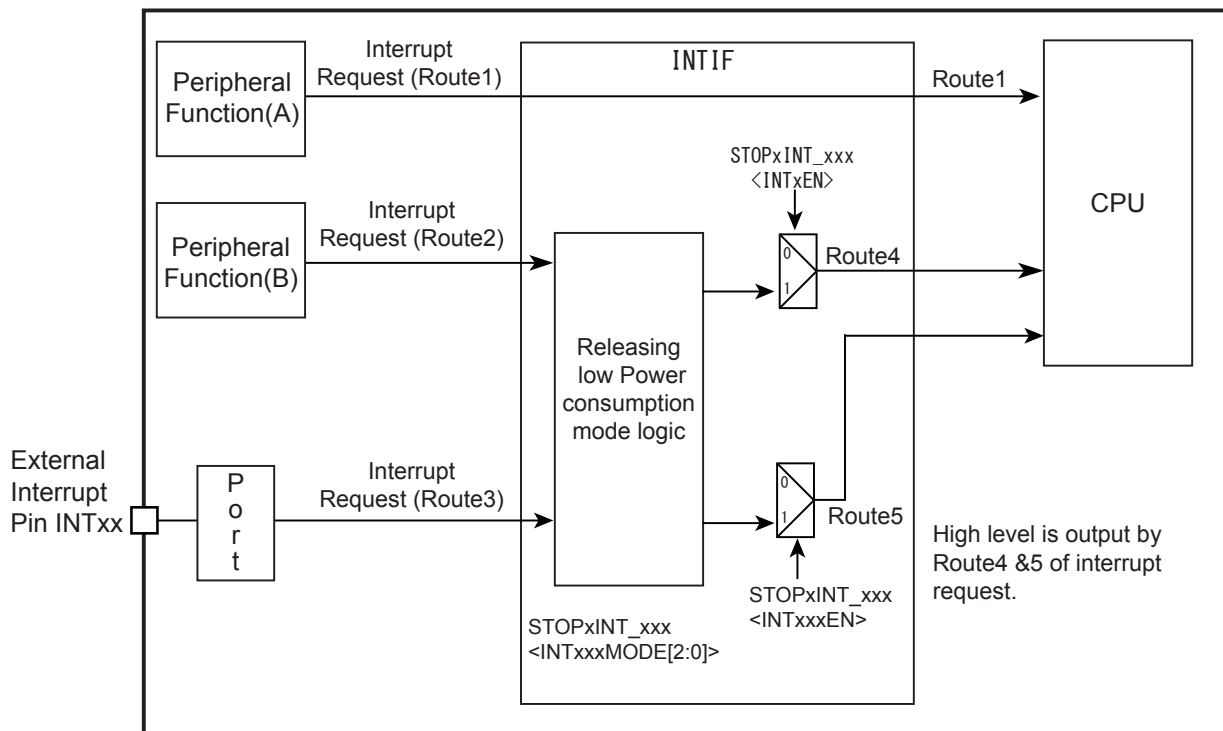 Peripheral
Function(A)
Interrupt
Request (Route1)
INTIF
Route1
CPU
STOPxINT_xxx
<INTxEN>
Peripheral
Function(B)
Interrupt
Request (Route2)
0
1
Route4
Releasing
low Power
consumption
mode logic
External
Interrupt
Pin INTxx
P
o
r
t
Interrupt
Request (Route3)
0
1
Route5
High level is output by
Route4 &5 of interrupt
request.
STOPxINT_xxx
<INTxxxEN>
STOPxINT_xxx
<INTxxxMODE[2:0]>